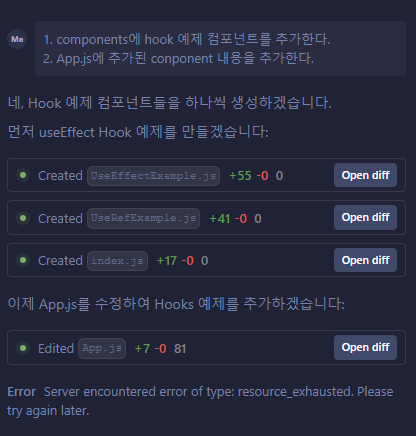 Me
1. components에 hook 예제 컴포넌트를 추가한다.
2. App.js에 추가된 conponent 내용을 추가한다.
네, Hook 예제 컴포넌트들을 하나씩 생성하겠습니다.
먼저 useEffect Hook 예제를 만들겠습니다:
Created UseEffectExample.js +55 -0 0 Open diff
Created UseRefExample.js +41 -0 0 Open diff
Created index.js +17 -0 0 Open diff
이제 App.js를 수정하여 Hooks 예제를 추가하겠습니다:
Edited App.js +7 -0 81 Open diff
Error Server encountered error of type: resource_exhausted. Please
try again later.